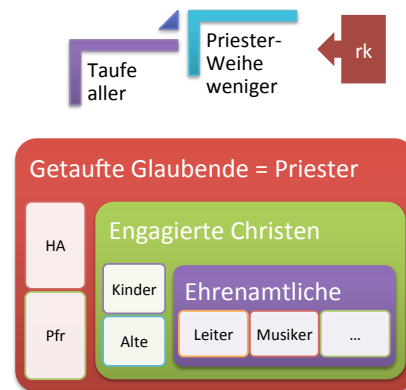 Taufe
aller
Priester-
Weihe
weniger
rk
Getaufte Glaubende = Priester
HA
Pfr
Engagierte Christen
Kinder
Alte
Ehrenamtliche
Leiter
Musiker
...